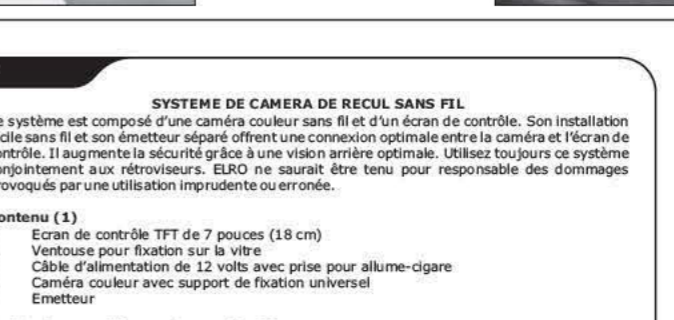 SYSTEME DE CAMERA DE RECUL SANS FIL
e système est composé d'une caméra couleur sans fil et d'un écran de contrôle. Son installation
cile sans fil et son émetteur séparé offrent une connexion optimale entre la caméra et l'écran de
ontrôle. Il augmente la sécurité grâce à une vision arrière optimale. Utilisez toujours ce système
onjointement aux rétroviseurs. ELRO ne saurait être tenu pour responsable des dommages
rovoqués par une utilisation imprudente ou erronée.
ontenu (1)
Ecran de contrôle TFT de 7 pouces (18 cm)
Ventouse pour fixation sur la vitre
Câble d'alimentation de 12 volts avec prise pour allume-cigare
Caméra couleur avec support de fixation universel
Emetteur